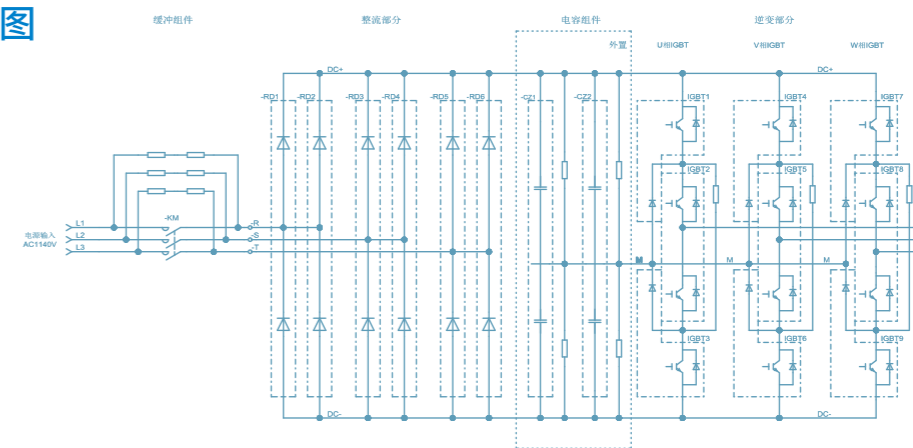 图
缓冲组件
整流部分
电容组件
逆变部分
外置
U相IGBT
V相IGBT
W相IGBT
DC+
DC+
-RD1
-RD2
-RD3
-RD4
-RD5
-RD6
-CZ1
-CZ2
IGBT1
IGBT4
IGBT7
IGBT2
IGBT5
IGBT8
电源输入
AC1140V
L1
L2
L3
-KM
-R
-S
-T
M
M
M
IGBT3
IGBT6
IGBT9
DC-
DC-